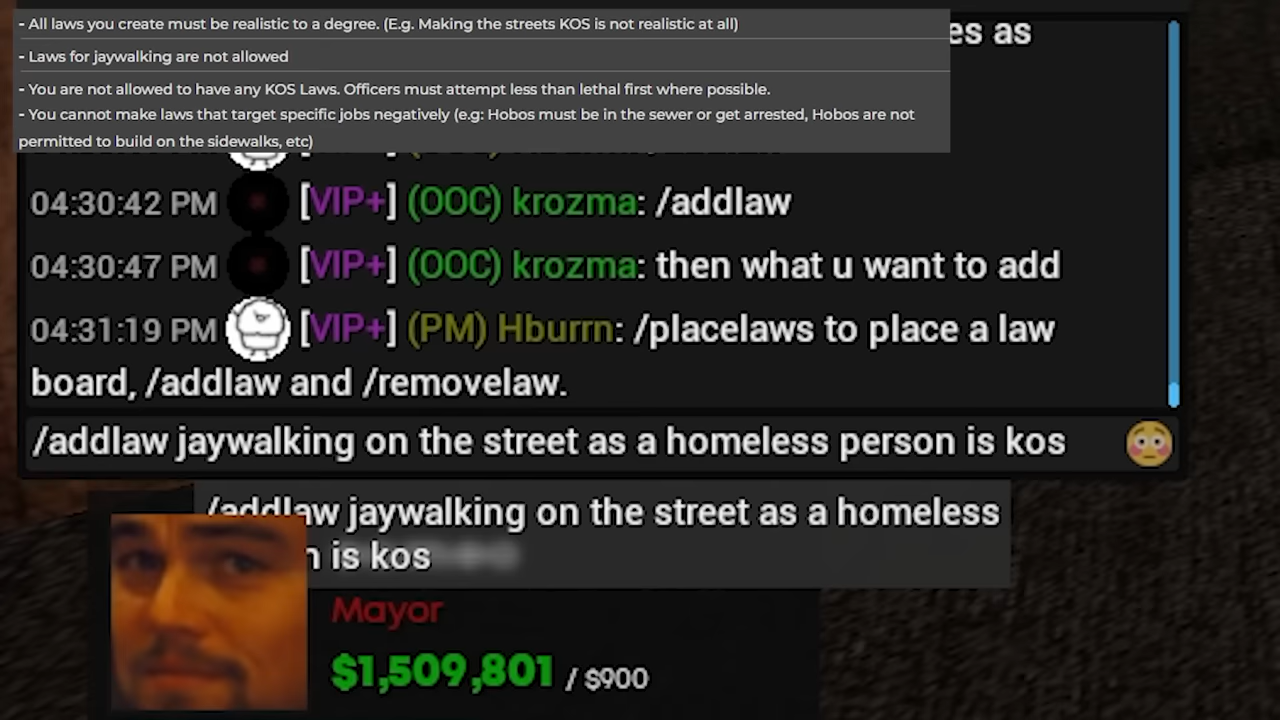 - All laws you create must be realistic to a degree. (E.g. Making the streets KOS is not realistic at all)
es as
- Laws for jaywalking are not allowed
- You are not allowed to have any KOS Laws. Officers must attempt less than lethal first where possible.
- You cannot make laws that target specific jobs negatively (e.g: Hobos must be in the sewer or get arrested, Hobos are not
permitted to build on the sidewalks, etc)
04:30:42 PM [VIP+] (OOC) krozma: /addlaw
04:30:47 PM [VIP+] (OOC) krozma: then what u want to add
04:31:19 PM [VIP+] (PM) Hburrn: /placelaws to place a law
board, /addlaw and /removelaw.
/addlaw jaywalking on the street as a homeless person is kos
/addlaw jaywalking on the street as a homeless
n is kos
Mayor
$1,509,801 / $900